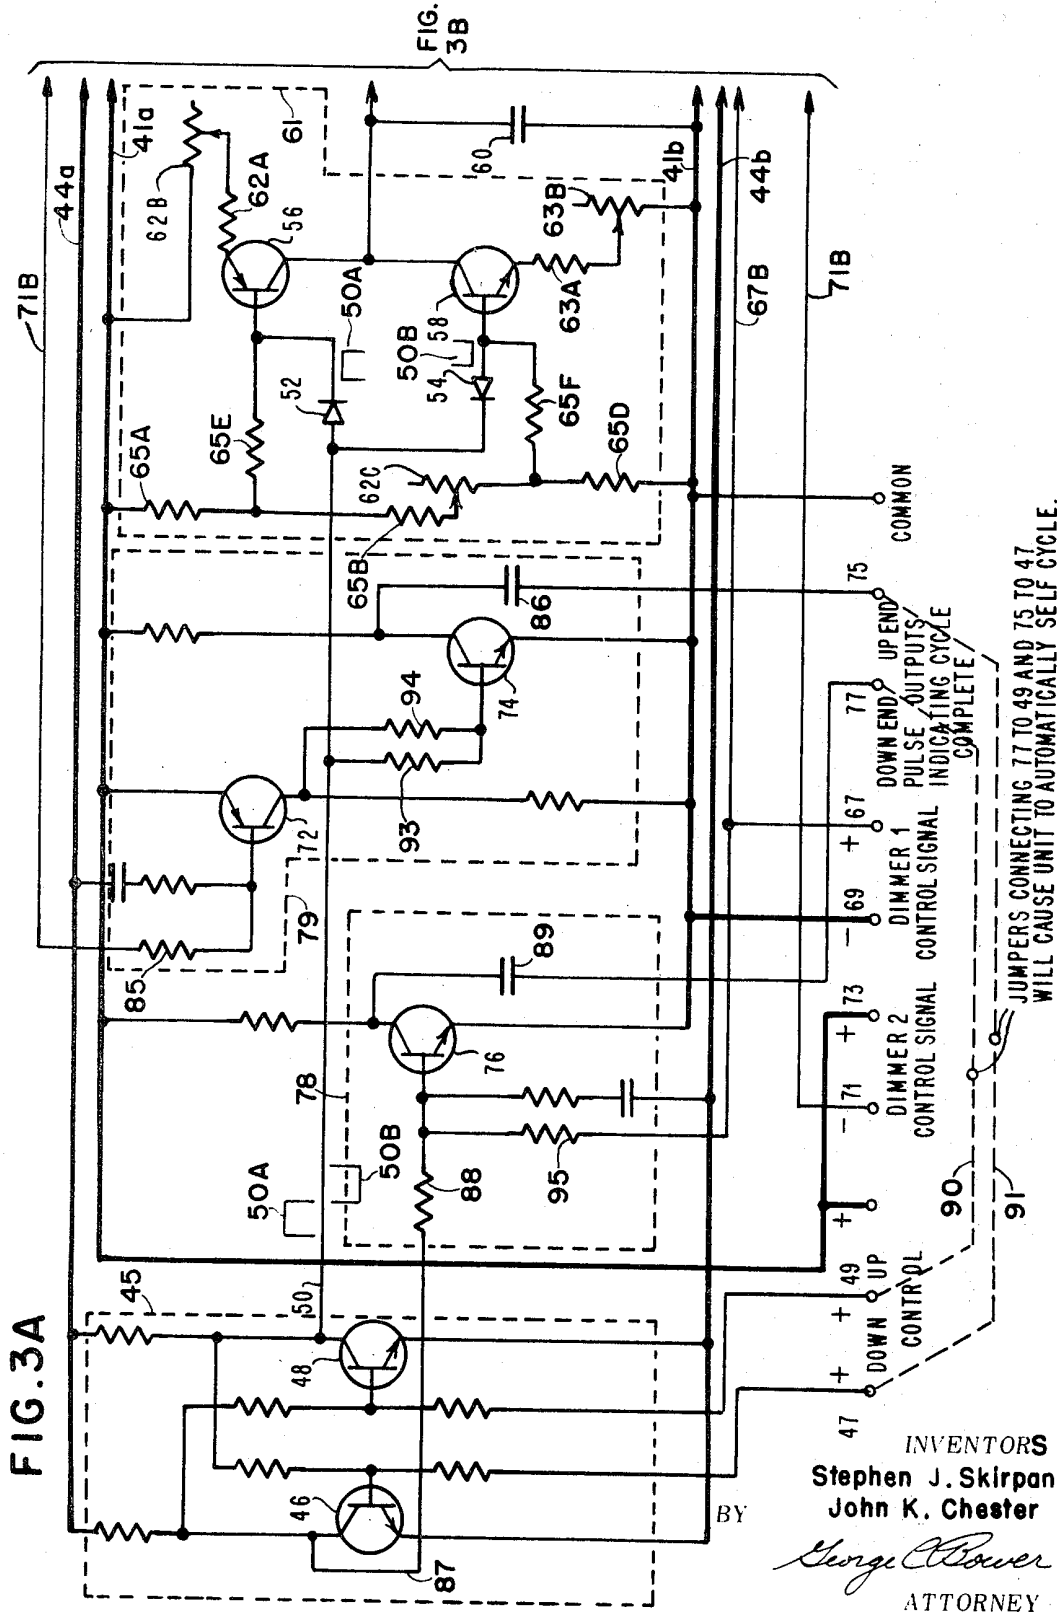 FIG. 3A
FIG.
3B
71B
44a
41a
62B
62A
61
56
60
41b
44b
67B
71B
63B
63A
58
50A
50B
54
52
65A
65E
65F
65D
62C
65B
COMMON
86
75
74
94
93
72
79
85
77
UP END
DOWN END
PULSE OUTPUTS
INDICATING CYCLE
COMPLETE
+ 67
- 69
DIMMER 1
CONTROL SIGNAL
89
76
78
50A
50B
88
95
+ 73
- 71
DIMMER 2
CONTROL SIGNAL
+
90
91
JUMPERS CONNECTING 77 TO 49 AND 75 TO 47
WILL CAUSE UNIT TO AUTOMATICALLY SELF CYCLE.
45
50
48
46
87
47 + + 49
DOWN UP
CONTROL
INVENTORS
Stephen J. Skirpan
John K. Chester
BY
George C Bower
ATTORNEY